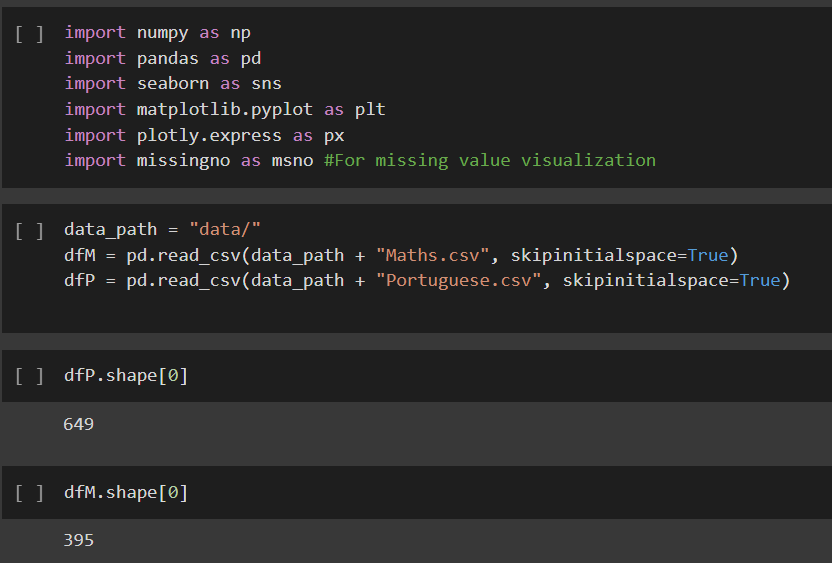 [ ] import numpy as np
import pandas as pd
import seaborn as sns
import matplotlib.pyplot as plt
import plotly.express as px
import missingno as msno #For missing value visualization
[ ] data_path = "data/"
dfM = pd.read_csv(data_path + "Maths.csv", skipinitialspace=True)
dfP = pd.read_csv(data_path + "Portuguese.csv", skipinitialspace=True)
[ ] dfP.shape[0]
649
[ ] dfM.shape[0]
395